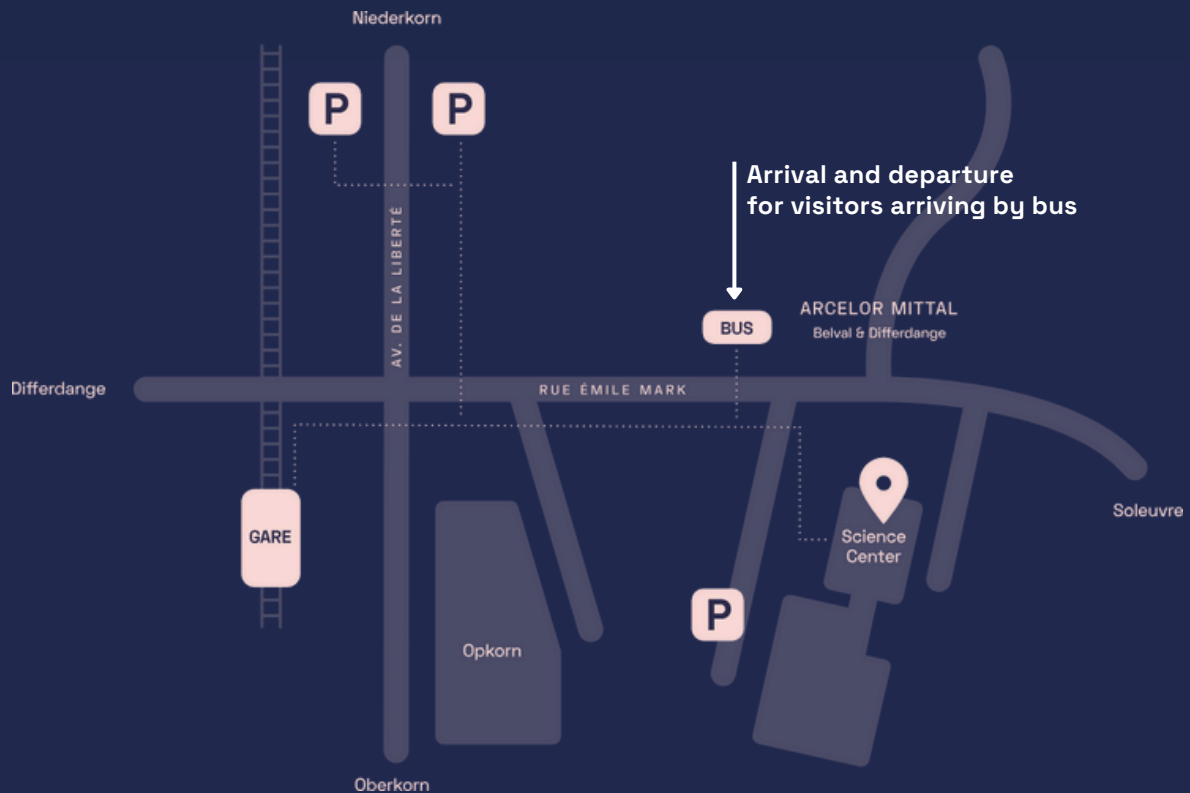 Niederkorn
P
P
Arrival and departure
for visitors arriving by bus
AV. DE LA LIBERTÉ
BUS
ARCELOR MITTAL
Belval & Differdange
Differdange
RUE ÉMILE MARK
Soleuvre
GARE
Science
Center
P
Opkorn
Oberkorn